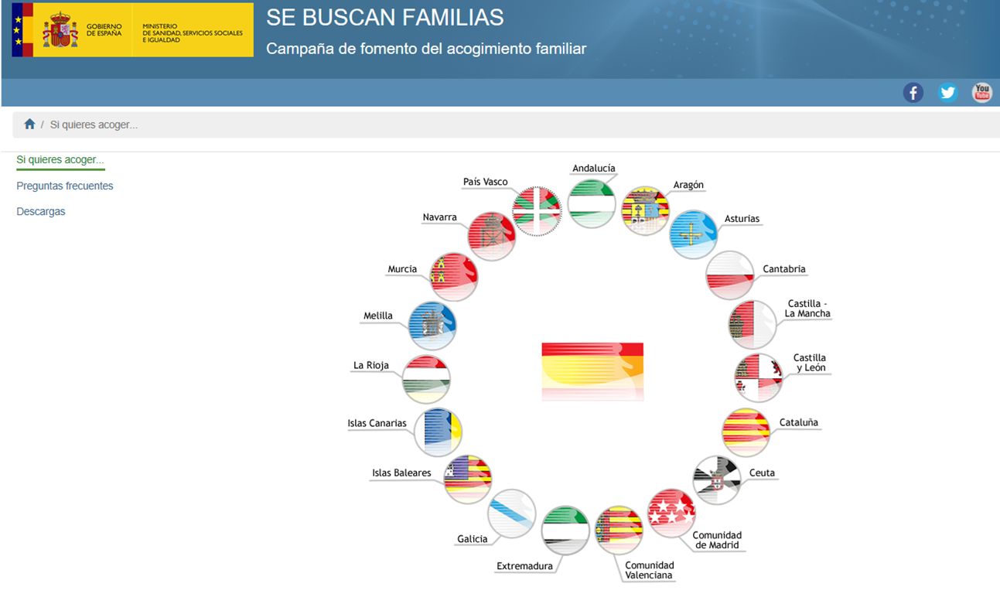 GOBIERNO
DE ESPAÑA
MINISTERIO
DE SANIDAD, SERVICIOS SOCIALES
E IGUALDAD
SE BUSCAN FAMILIAS
Campaña de fomento del acogimiento familiar
You
Tube
/ Si quieres acoger...
Si quieres acoger...
Preguntas frecuentes
Descargas
Andalucía
País Vasco
Aragón
Navarra
Asturias
Murcia
Cantabria
Melilla
Castilla -
La Mancha
La Rioja
Castilla
y León
Islas Canarias
Cataluña
Islas Baleares
Ceuta
Galicia
Comunidad
de Madrid
Extremadura
Comunidad
Valenciana